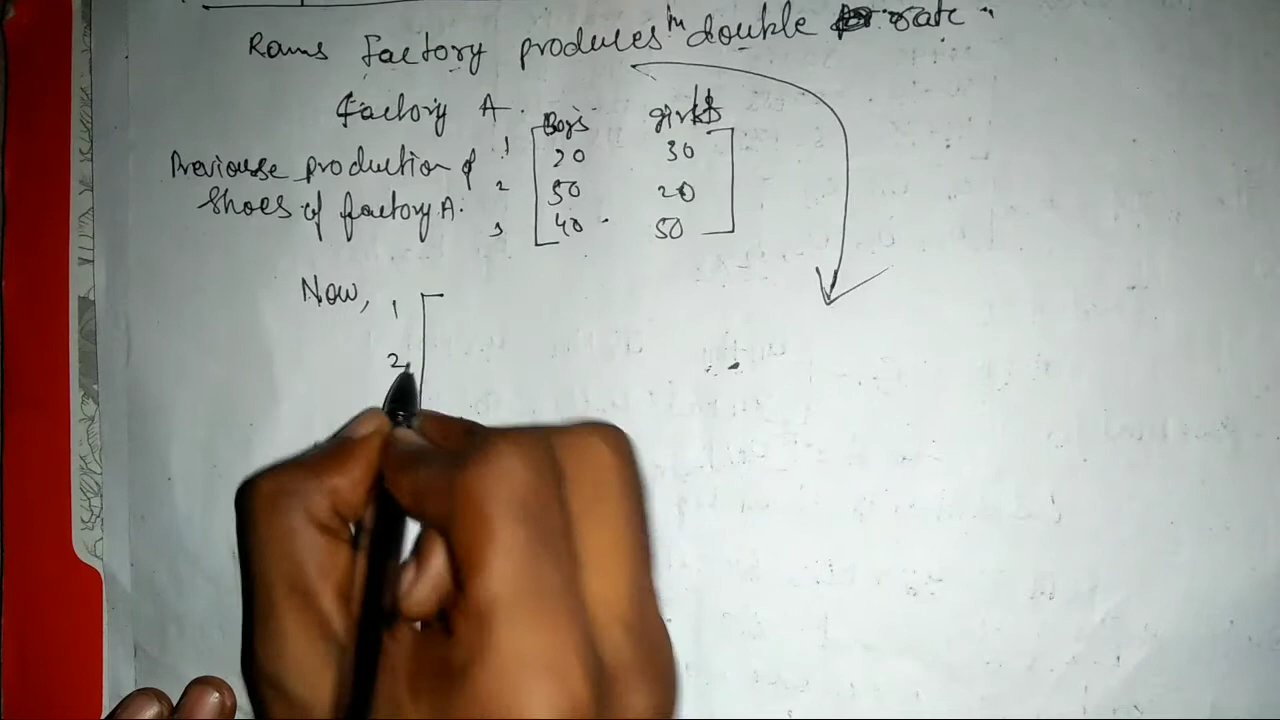 Rams Factory produces in double rate.
Factory A.
Boys girls
Previouse production of 1 20 30
shoes of factory A. 2 50 20
3 40 50
Now, 1
2